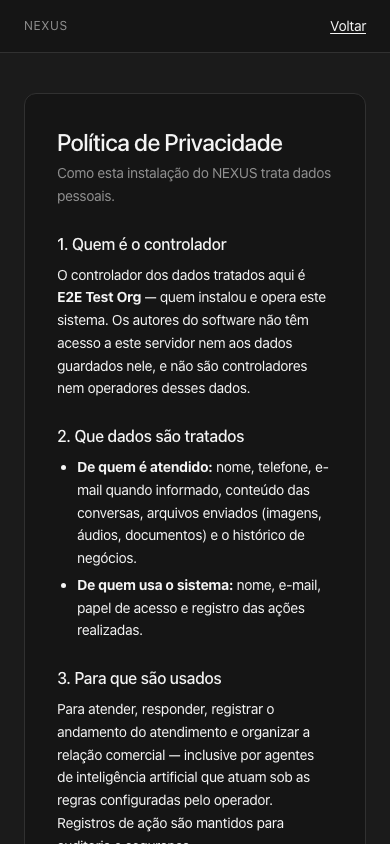 NEXUS
Voltar
Política de Privacidade
Como esta instalação do NEXUS trata dados
pessoais.
1. Quem é o controlador
O controlador dos dados tratados aqui é
E2E Test Org — quem instalou e opera este
sistema. Os autores do software não têm
acesso a este servidor nem aos dados
guardados nele, e não são controladores
nem operadores desses dados.
2. Que dados são tratados
• De quem é atendido: nome, telefone, e-
mail quando informado, conteúdo das
conversas, arquivos enviados (imagens,
áudios, documentos) e o histórico de
negócios.
• De quem usa o sistema: nome, e-mail,
papel de acesso e registro das ações
realizadas.
3. Para que são usados
Para atender, responder, registrar o
andamento do atendimento e organizar a
relação comercial — inclusive por agentes
de inteligência artificial que atuam sob as
regras configuradas pelo operador.
Registros de ação são mantidos para